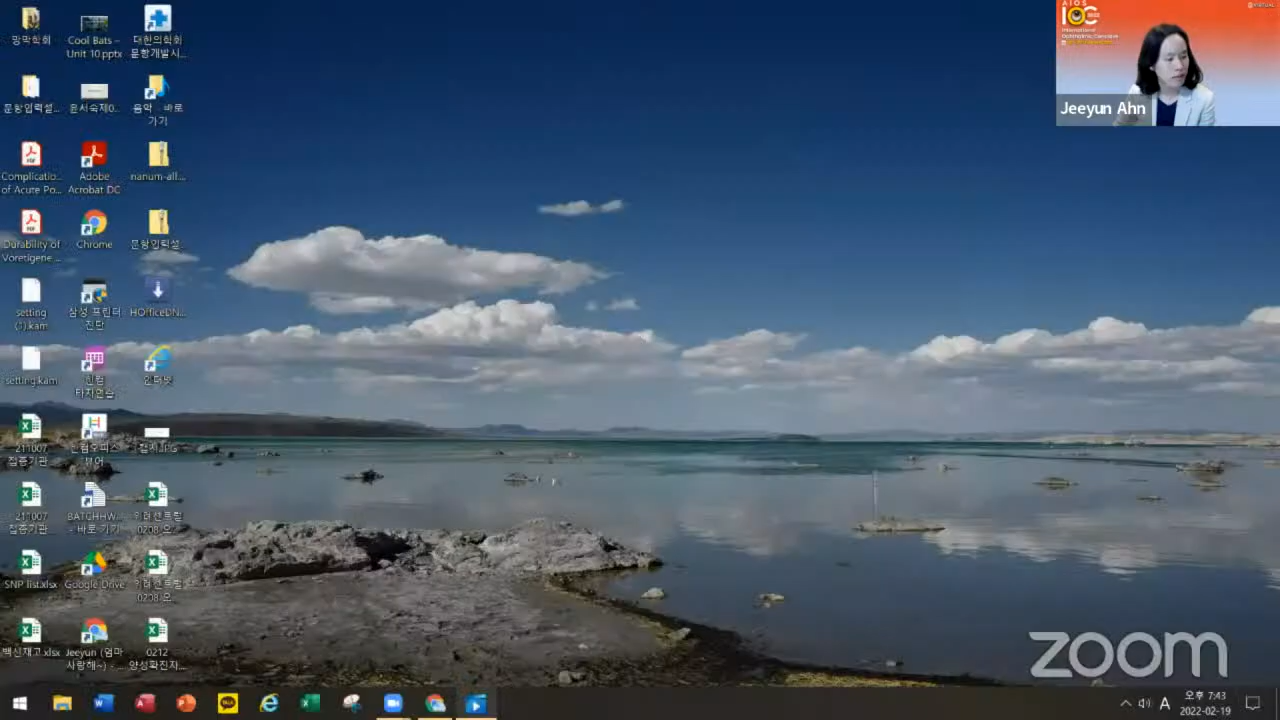 망막학회
Cool Bats –
Unit 10.pptx
대한의학회
문항개발시...
문항입력설...
윤서숙제0...
음악 - 바로
가기
Complicatio...
of Acute Po...
Adobe
Acrobat DC
nanum-all...
Durability of
Voretigene ...
Chrome
문항입력설...
setting
(1).kam
삼성 프린터
진단
HOfficeDN...
setting.kam
한컴
타자연습
인터넷
211007
집중기관
한컴오피스
뷰어
211007
집중기관
BATCHHW...
- 바로 가기
위례센트럴
0208 오...
SNP list.xlsx
Google Drive
위례센트럴
0208 오...
백신재고.xlsx
Jeeyun (엄마
사랑해~) - ...
0212
양성확진자...
AIOS
IOC
VIRTUAL
Jeeyun Ahn
zoom
TALK
A
오후 7:43
2022-02-19